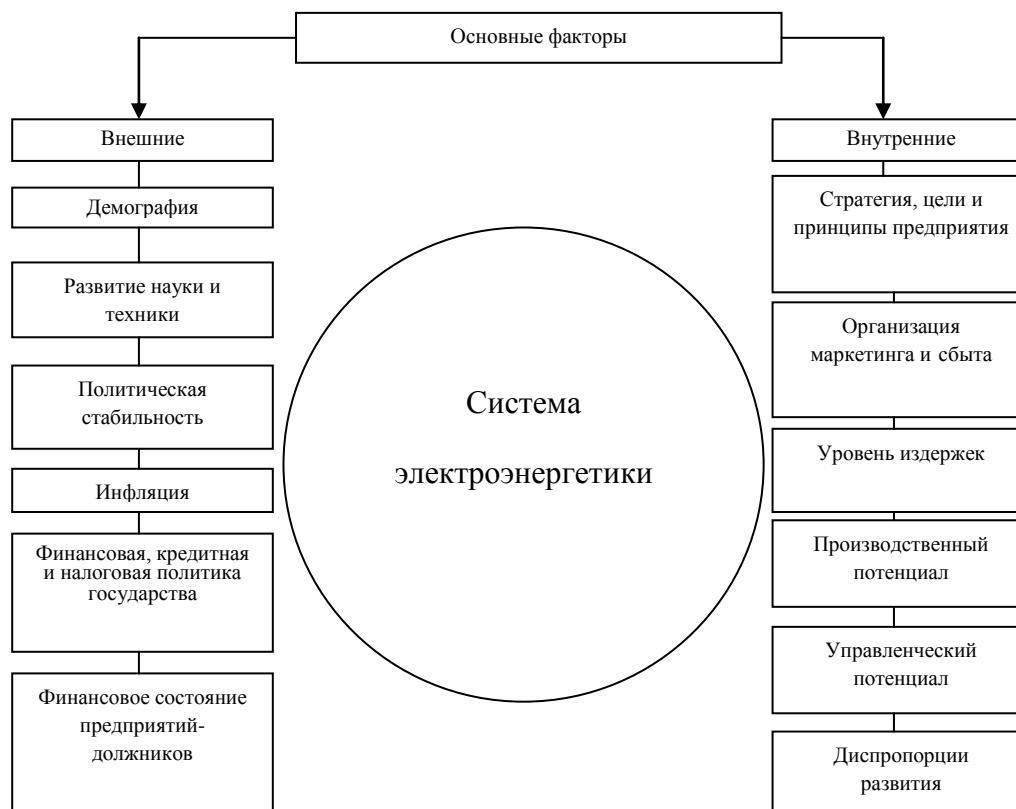 Основные факторы
Внешние
Демография
Развитие науки и
техники
Политическая
стабильность
Инфляция
Финансовая, кредитная
и налоговая политика
государства
Финансовое состояние
предприятий-
должников
Система
электроэнергетики
Внутренние
Стратегия, цели и
принципы предприятия
Организация
маркетинга и сбыта
Уровень издержек
Производственный
потенциал
Управленческий
потенциал
Диспропорции
развития